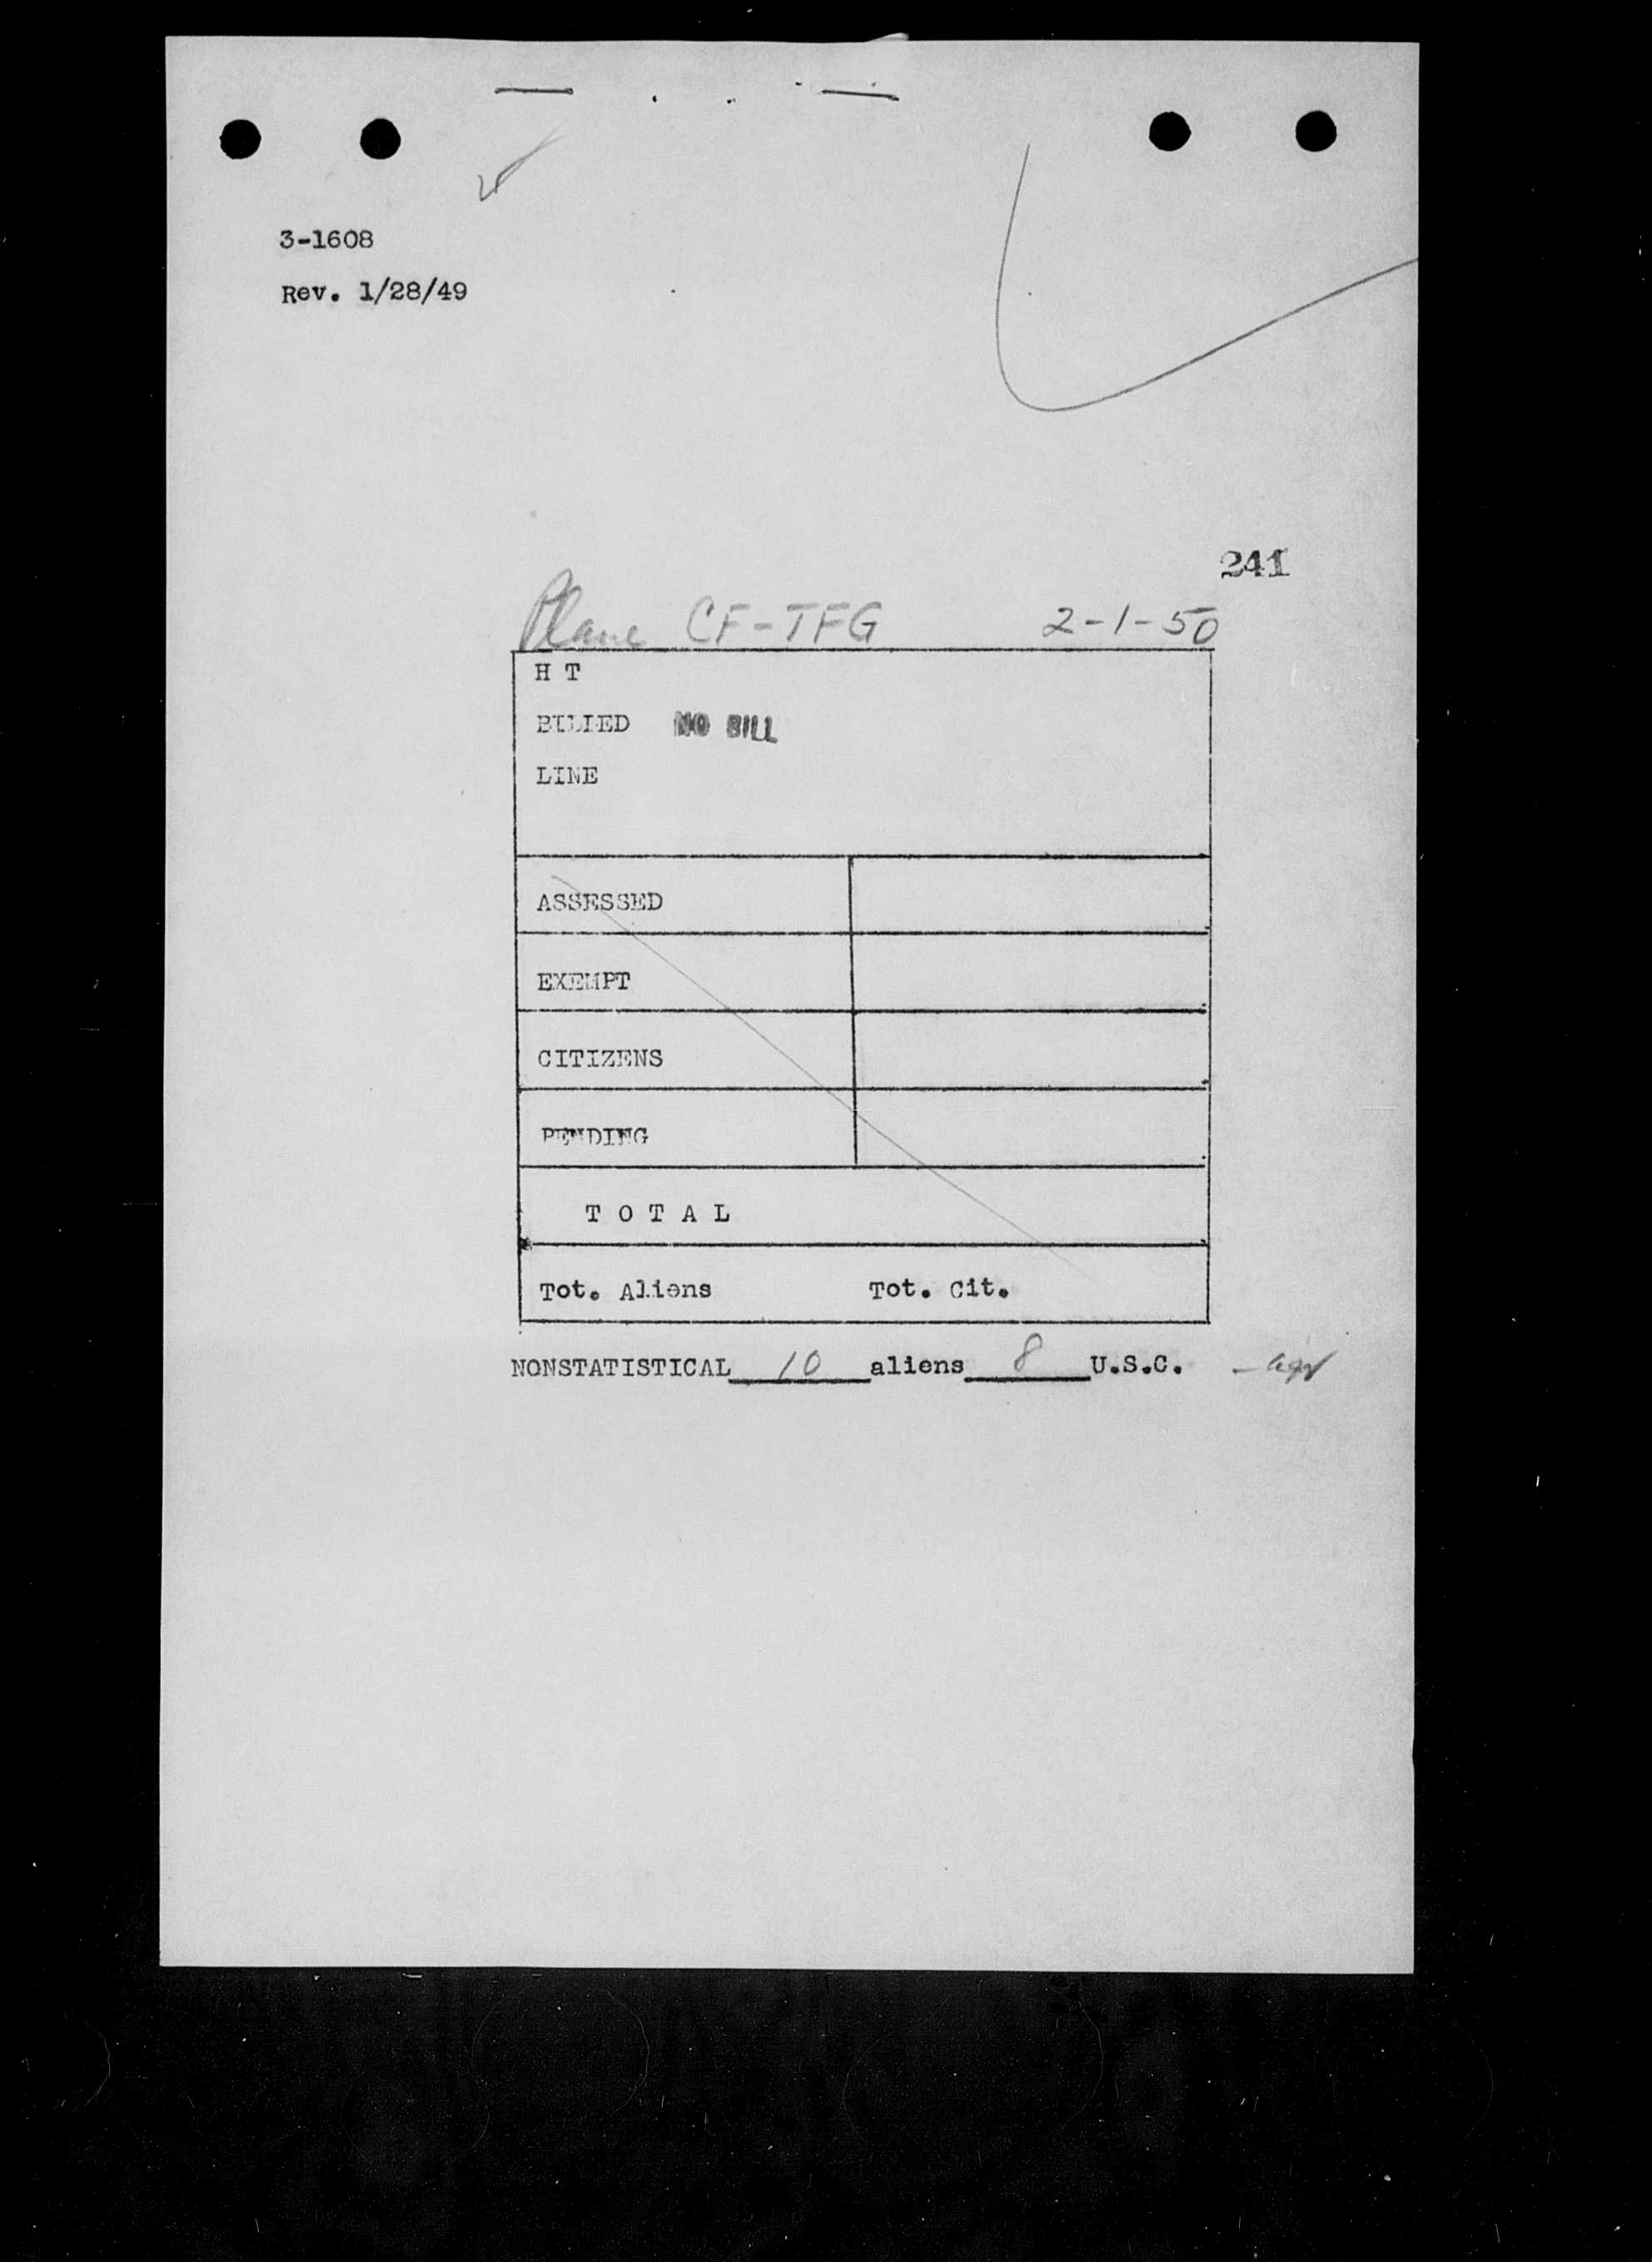 3-1608
Rev. 1/28/49
241
Plane CF-TFG 2-1-50
H T
BILLED NO BILL
LINE
ASSESSED
EXEMPT
CITIZENS
PENDING
T O T A L
Tot. Aliens Tot. Cit.
NONSTATISTICAL 10 aliens 8 U.S.C.